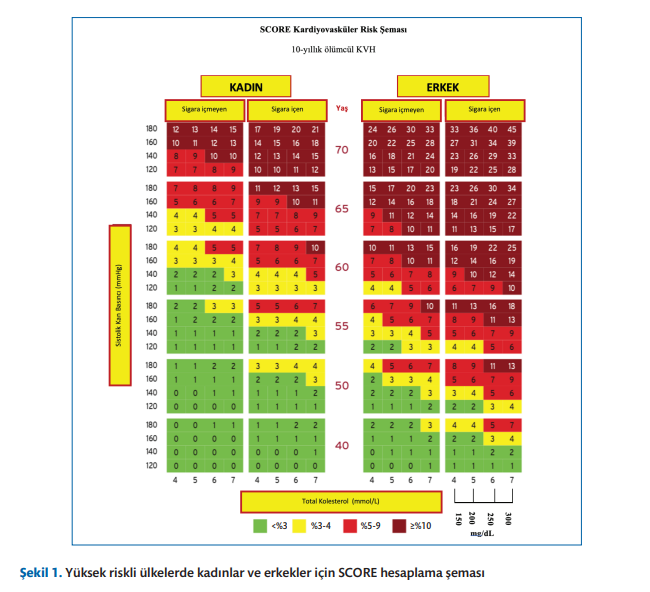 SCORE Kardiyovasküler Risk Şeması
10-yıllık ölümcül KVH
KADIN ERKEK
Sigara içmeyen Sigara içen Yaş Sigara içmeyen Sigara içen
180 12 13 14 15 17 19 20 21 24 26 30 33 33 36 40 45
160 10 11 12 13 14 15 16 18 20 22 25 28 27 31 34 39
70
140 8 9 10 10 12 13 14 15 16 18 21 24 23 26 29 33
120 7 7 8 9 10 10 11 12 13 15 17 20 19 22 25 28
180 7 8 8 9 11 12 13 15 15 17 20 23 23 26 30 34
160 5 6 6 7 9 9 10 11 12 14 16 18 18 21 24 27
65
140 4 4 5 5 7 7 8 9 9 11 12 14 14 16 19 22
120 3 3 4 4 5 5 6 7 7 8 10 11 11 13 15 17
180 4 4 5 5 7 8 9 10 10 11 13 15 16 19 22 25
160 3 3 3 4 5 6 6 7 7 8 10 11 12 14 16 19
60
140 2 2 2 3 4 4 4 5 5 6 7 8 9 10 12 14
120 1 1 2 2 3 3 3 3 4 4 5 6 6 7 9 10
180 2 2 3 3 5 5 6 7 6 7 9 10 11 13 16 18
160 1 2 2 2 3 3 4 4 4 5 6 7 8 9 11 13
55
140 1 1 1 1 2 2 2 3 3 3 4 5 5 6 7 9
120 1 1 1 1 1 1 2 2 2 2 3 3 4 4 5 6
180 1 1 2 2 3 3 4 4 4 5 6 7 8 9 11 13
160 1 1 1 1 2 2 2 3 2 3 3 4 5 6 7 9
50
140 0 1 1 1 1 1 1 2 2 2 2 3 3 4 5 6
120 0 0 1 1 1 1 1 1 1 1 1 2 2 2 3 4
180 0 0 1 1 1 1 2 2 2 2 2 3 4 4 5 7
160 0 0 0 0 1 1 1 1 1 1 1 2 2 2 3 4
40
140 0 0 0 0 0 0 0 1 0 1 1 1 1 1 2 2
120 0 0 0 0 0 0 0 0 0 0 0 1 1 1 1 1
4 5 6 7 4 5 6 7 4 5 6 7 4 5 6 7
Sistolik Kan Basıncı (mmHg)
Total Kolesterol (mmol/L)
150 200 250 300
mg/dL
<%3 %3-4 %5-9 ≥%10
Şekil 1. Yüksek riskli ülkelerde kadınlar ve erkekler için SCORE hesaplama şeması